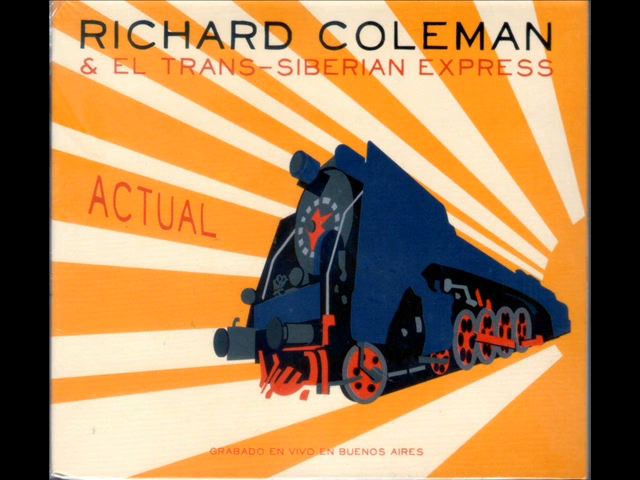 RICHARD COLEMAN
& EL TRANS-SIBERIAN EXPRESS
ACTUAL
GRABADO EN VIVO EN BUENOS AIRES